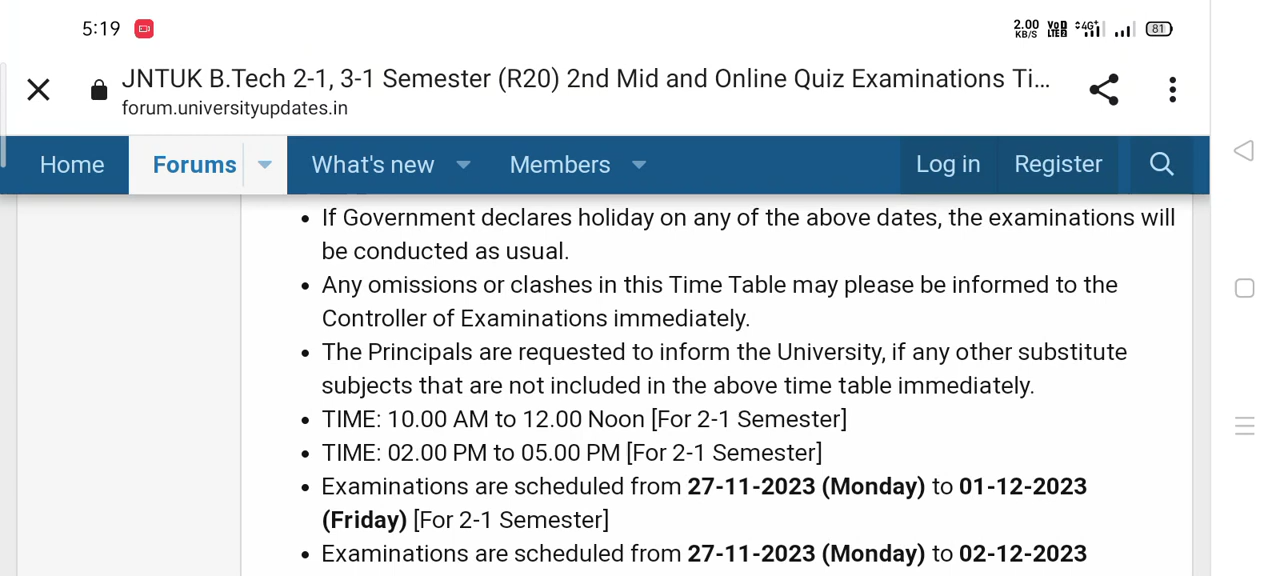 5:19 2.00 KB/S VoD LTE2 4G+ 81
JNTUK B.Tech 2-1, 3-1 Semester (R20) 2nd Mid and Online Quiz Examinations Ti...
forum.universityupdates.in
Home Forums What's new Members Log in Register
• If Government declares holiday on any of the above dates, the examinations will
be conducted as usual.
• Any omissions or clashes in this Time Table may please be informed to the
Controller of Examinations immediately.
• The Principals are requested to inform the University, if any other substitute
subjects that are not included in the above time table immediately.
• TIME: 10.00 AM to 12.00 Noon [For 2-1 Semester]
• TIME: 02.00 PM to 05.00 PM [For 2-1 Semester]
• Examinations are scheduled from 27-11-2023 (Monday) to 01-12-2023
(Friday) [For 2-1 Semester]
• Examinations are scheduled from 27-11-2023 (Monday) to 02-12-2023